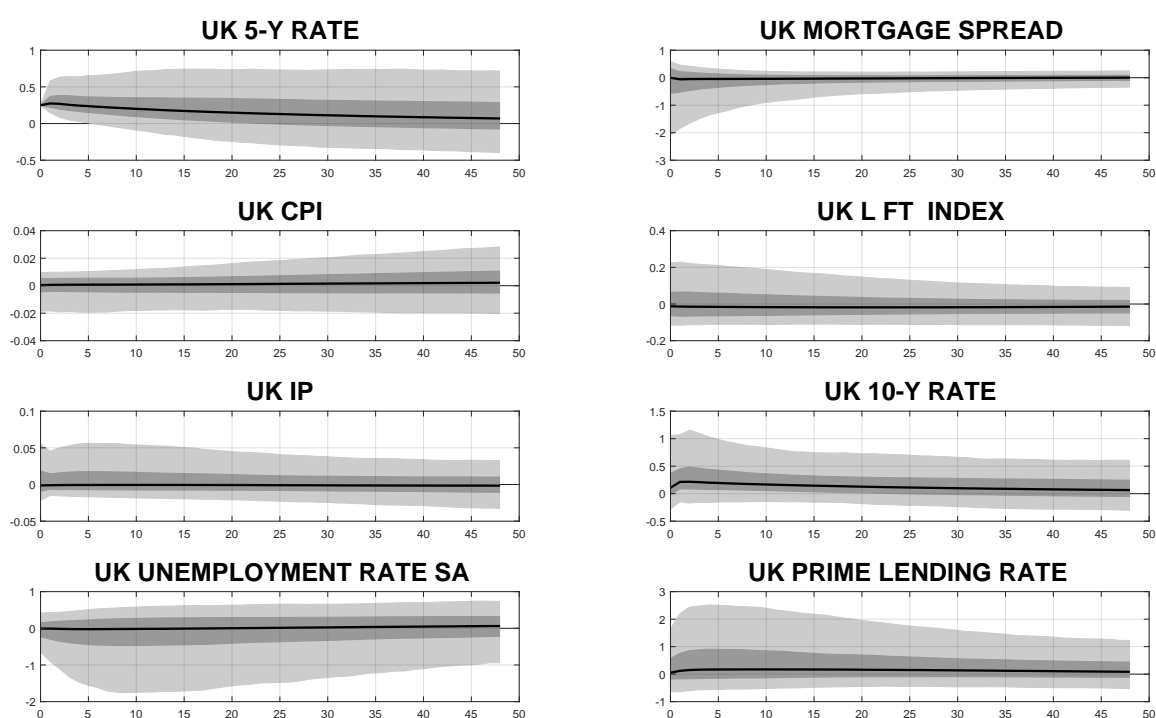 UK 5-Y RATE
1
0.5
0
-0.5
0 5 10 15 20 25 30 35 40 45 50
UK MORTGAGE SPREAD
1
0
-1
-2
-3
0 5 10 15 20 25 30 35 40 45 50
UK CPI
0.04
0.02
0
-0.02
-0.04
0 5 10 15 20 25 30 35 40 45 50
UK L FT INDEX
0.4
0.2
0
-0.2
0 5 10 15 20 25 30 35 40 45 50
UK IP
0.1
0.05
0
-0.05
0 5 10 15 20 25 30 35 40 45 50
UK 10-Y RATE
1.5
1
0.5
0
-0.5
0 5 10 15 20 25 30 35 40 45 50
UK UNEMPLOYMENT RATE SA
1
0
-1
-2
0 5 10 15 20 25 30 35 40 45 50
UK PRIME LENDING RATE
3
2
1
0
-1
0 5 10 15 20 25 30 35 40 45 50